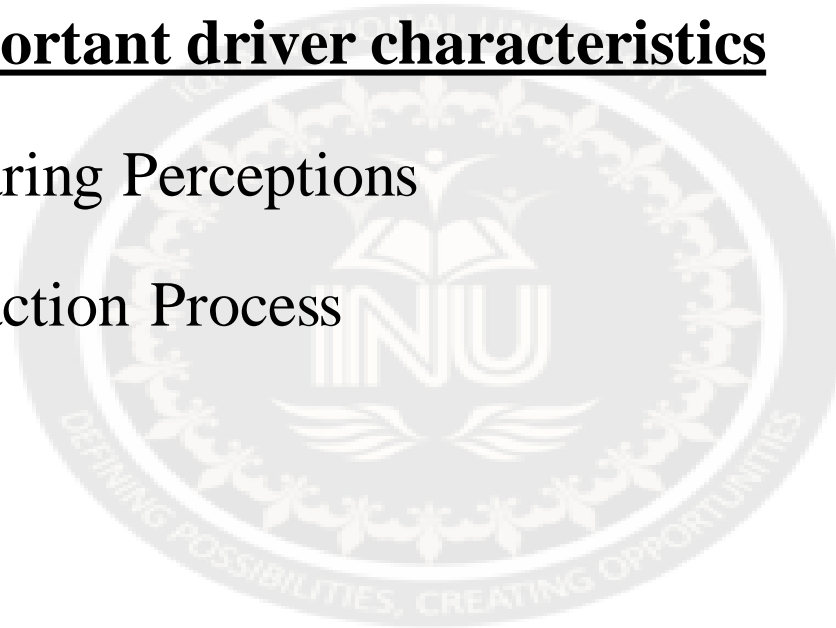 ortant driver characteristics
ring Perceptions
ction Process
INU
DEFINING POSSIBILITIES, CREATING OPPORTUNITIES